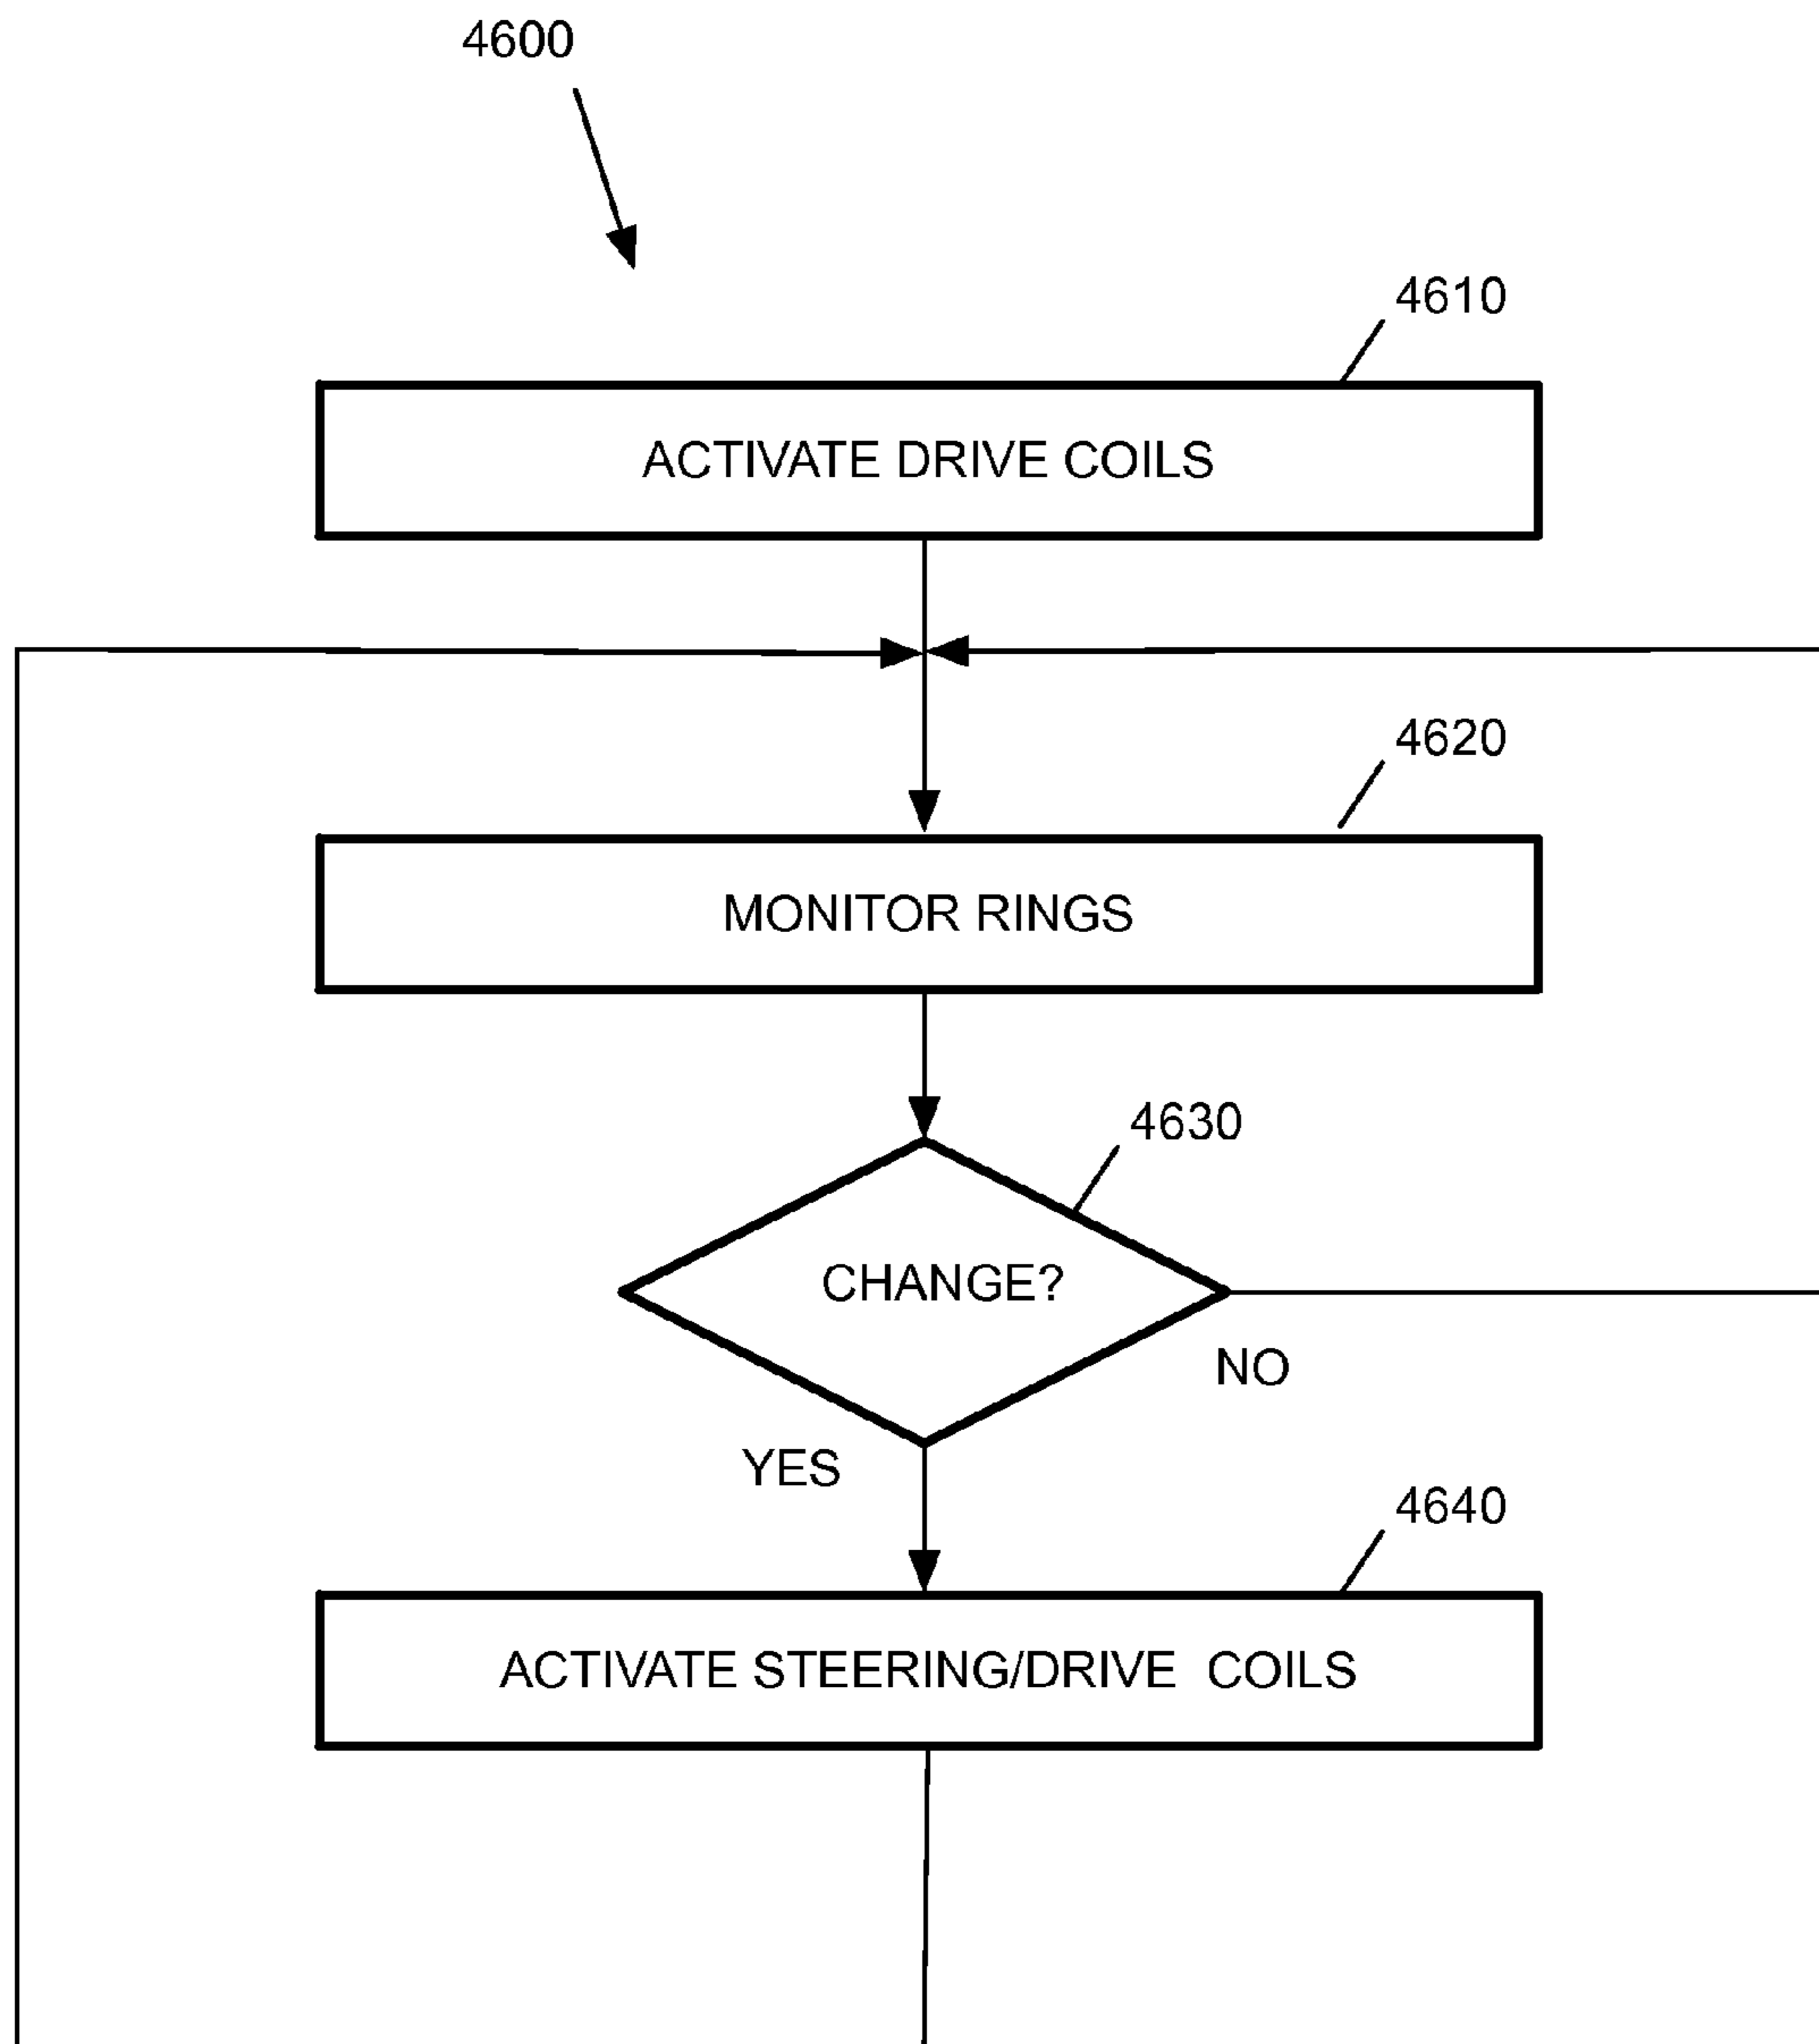 4600
4610
ACTIVATE DRIVE COILS
4620
MONITOR RINGS
4630
CHANGE?
NO
YES
4640
ACTIVATE STEERING/DRIVE COILS